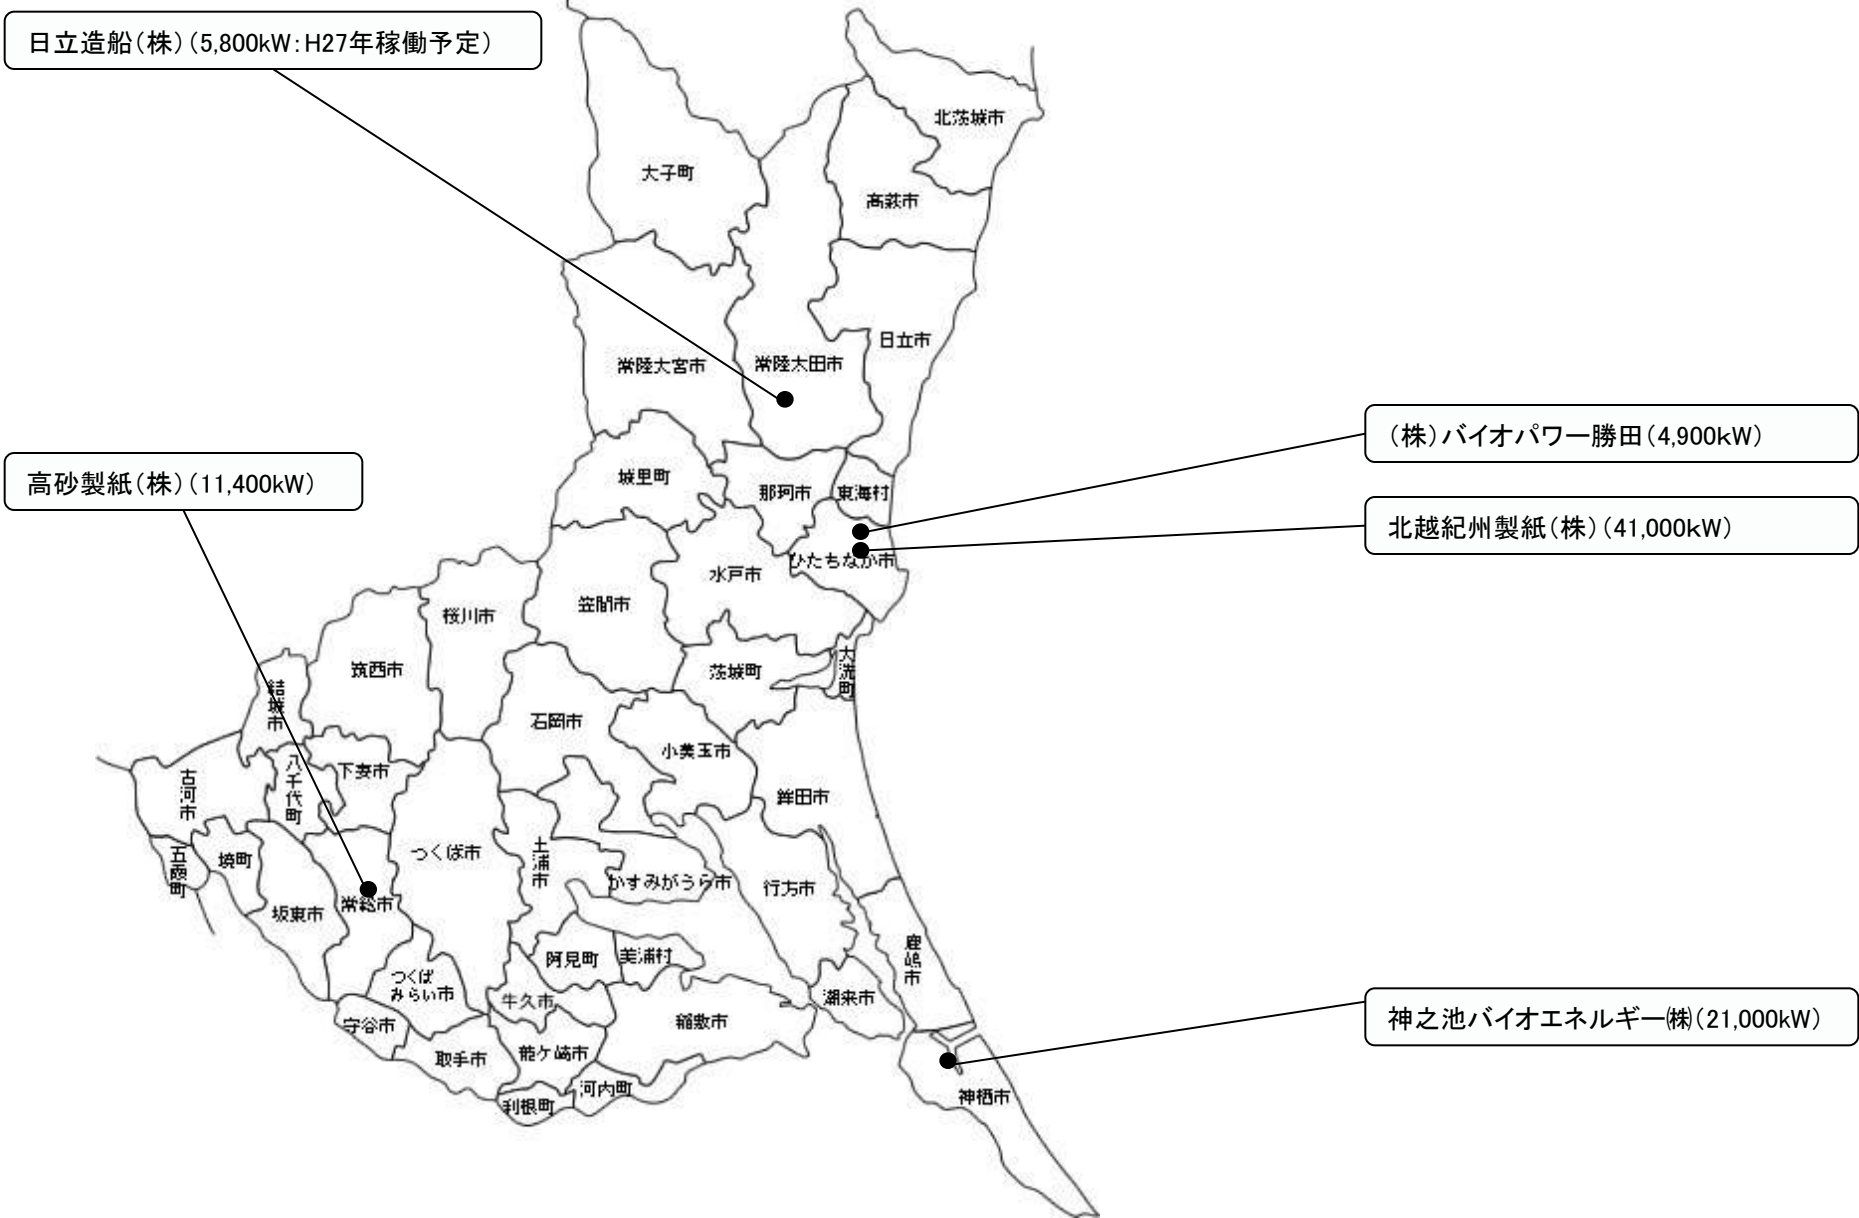 日立造船(株)(5,800kW:H27年稼働予定)
北茨城市
大子町
高萩市
日立市
常陸大宮市
常陸太田市
(株)バイオパワー勝田(4,900kW)
高砂製紙(株)(11,400kW)
城里町
那珂市
東海村
北越紀州製紙(株)(41,000kW)
ひたちなか市
水戸市
笠間市
桜川市
筑西市
茨城町
大洗町
結城市
石岡市
小美玉市
下妻市
八千代町
古河市
鉾田市
つくば市
土浦市
境町
五霞町
かすみがうら市
行方市
常総市
坂東市
鹿嶋市
阿見町
美浦村
つくば
みらい市
牛久市
潮来市
守谷市
稲敷市
神之池バイオエネルギー㈱(21,000kW)
取手市
龍ケ崎市
河内町
利根町
神栖市